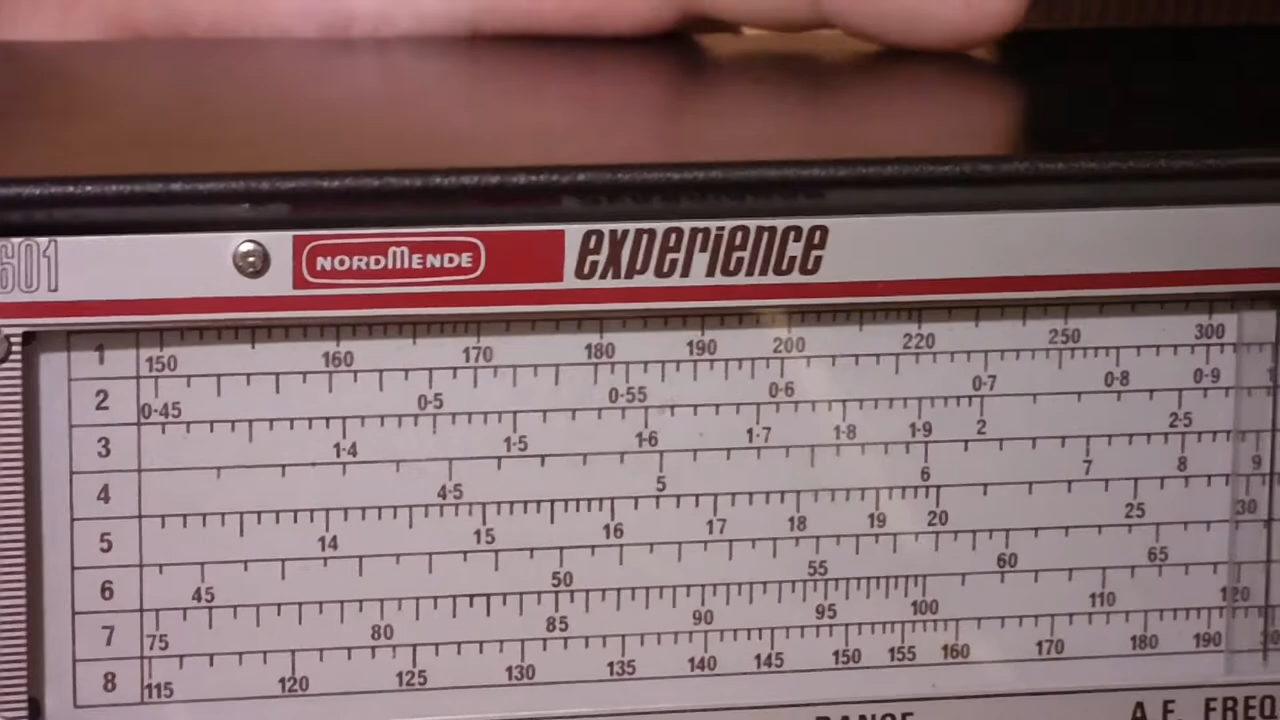 601 NORDMENDE experience
1 150 160 170 180 190 200 220 250 300
2 0·45 0·5 0·55 0·6 0·7 0·8 0·9
3 1·4 1·5 1·6 1·7 1·8 1·9 2 2·5
4 4·5 5 6 7 8 9
5 14 15 16 17 18 19 20 25 30
6 45 50 55 60 65
7 75 80 85 90 95 100 110 120
8 115 120 125 130 135 140 145 150 155 160 170 180 190
RANGE A.F. FREQ